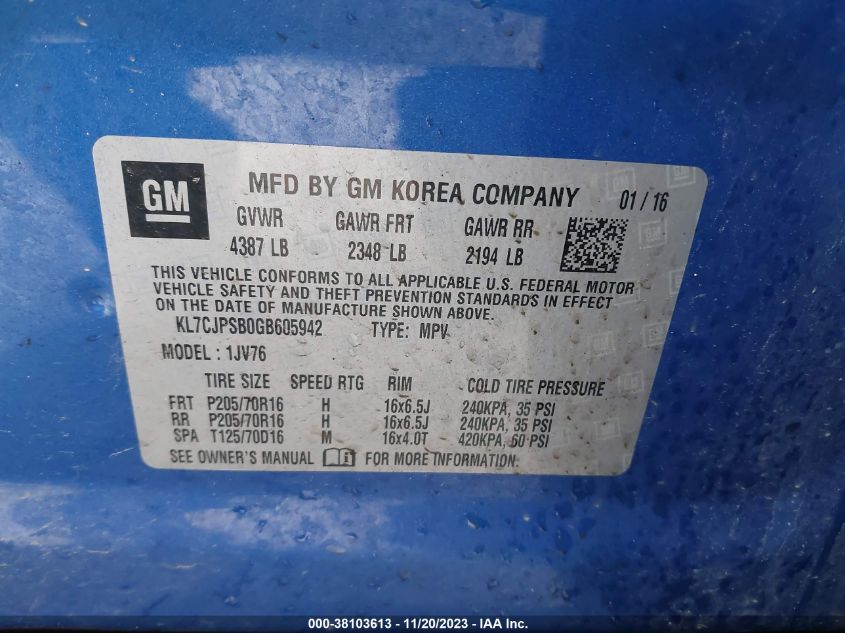 GM
MFD BY GM KOREA COMPANY 01 / 16
GVWR GAWR FRT GAWR RR
4387 LB 2348 LB 2194 LB
THIS VEHICLE CONFORMS TO ALL APPLICABLE U.S. FEDERAL MOTOR
VEHICLE SAFETY AND THEFT PREVENTION STANDARDS IN EFFECT
ON THE DATE OF MANUFACTURE SHOWN ABOVE.
KL7CJPSB0GB605942 TYPE: MPV
MODEL : 1JV76
TIRE SIZE SPEED RTG RIM COLD TIRE PRESSURE
FRT P205/70R16 H 16x6.5J 240KPA, 35 PSI
RR P205/70R16 H 16x6.5J 240KPA, 35 PSI
SPA T125/70D16 M 16x4.0T 420KPA, 60 PSI
SEE OWNER'S MANUAL FOR MORE INFORMATION.
000-38103613 - 11/20/2023 - IAA Inc.